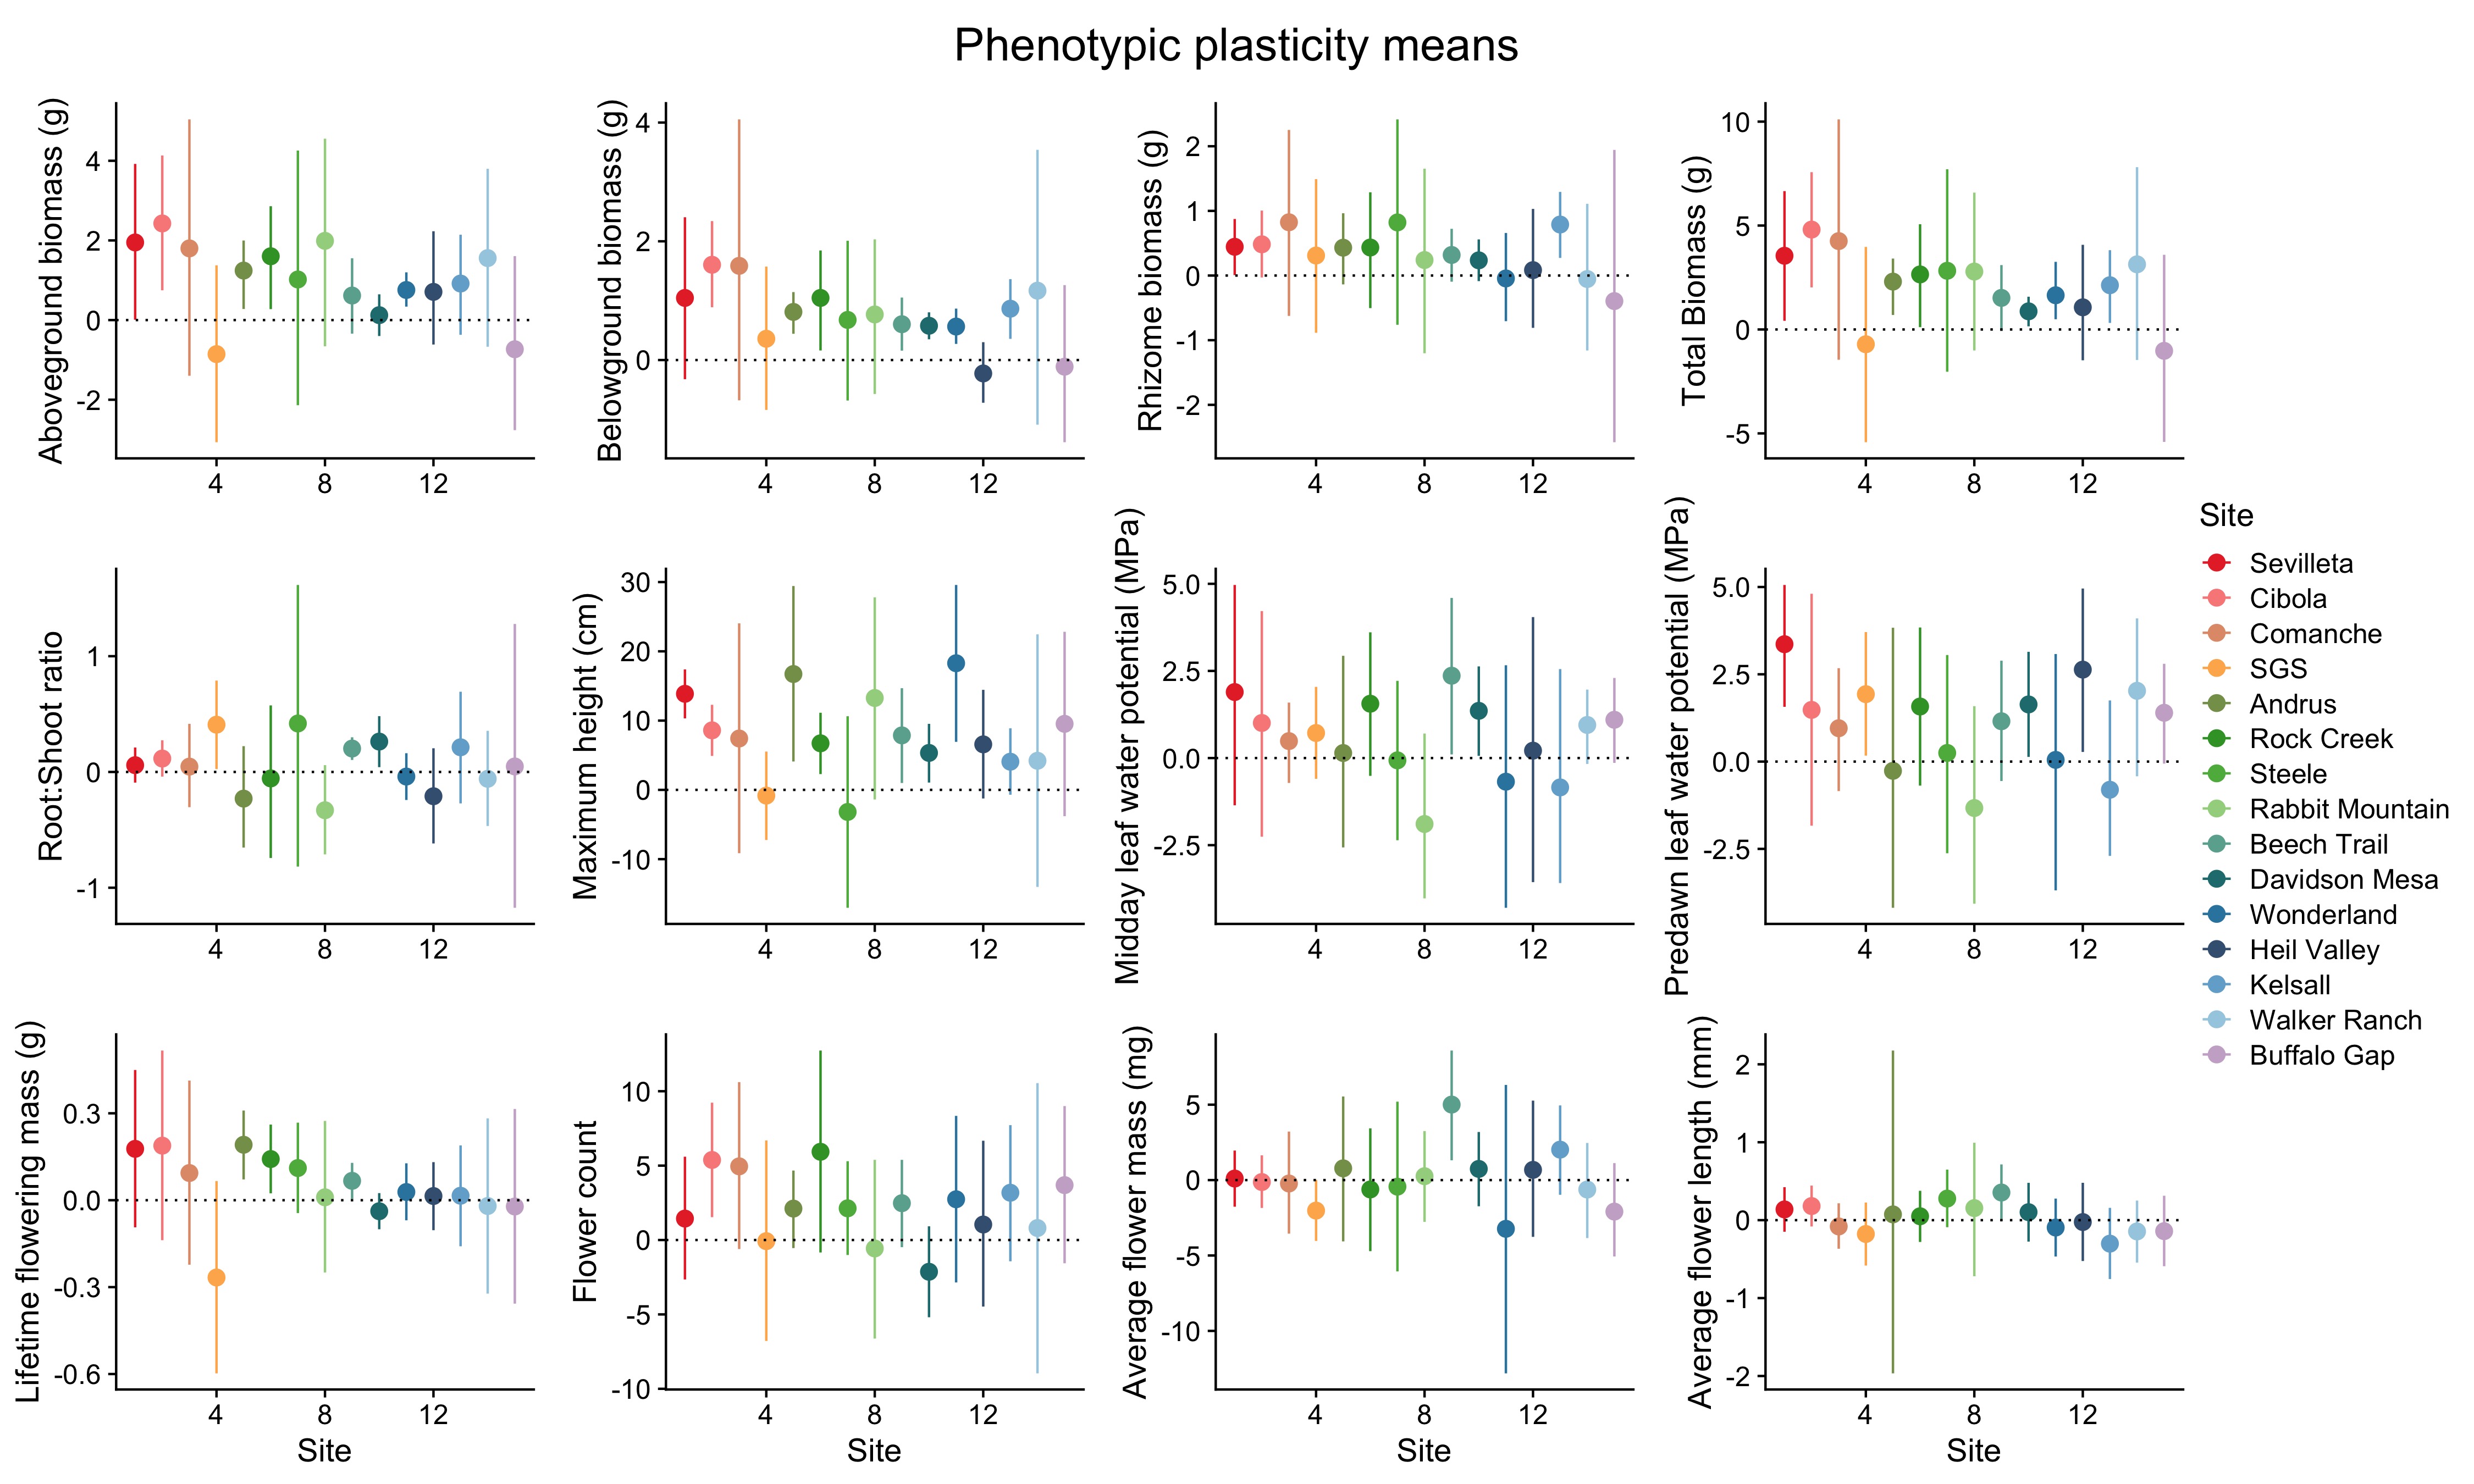 Phenotypic plasticity means
Aboveground biomass (g)
4
2
0
-2
4
8
12
Belowground biomass (g)
4
2
0
4
8
12
Rhizome biomass (g)
2
1
0
-1
-2
4
8
12
Total Biomass (g)
10
5
0
-5
4
8
12
Root:Shoot ratio
1
0
-1
4
8
12
Maximum height (cm)
30
20
10
0
-10
4
8
12
Midday leaf water potential (MPa)
5.0
2.5
0.0
-2.5
4
8
12
Predawn leaf water potential (MPa)
5.0
2.5
0.0
-2.5
4
8
12
Lifetime flowering mass (g)
0.3
0.0
-0.3
-0.6
4
8
12
Site
Flower count
10
5
0
-5
-10
4
8
12
Site
Average flower mass (mg)
5
0
-5
-10
4
8
12
Site
Average flower length (mm)
2
1
0
-1
-2
4
8
12
Site
Site
Sevilleta
Cibola
Comanche
SGS
Andrus
Rock Creek
Steele
Rabbit Mountain
Beech Trail
Davidson Mesa
Wonderland
Heil Valley
Kelsall
Walker Ranch
Buffalo Gap